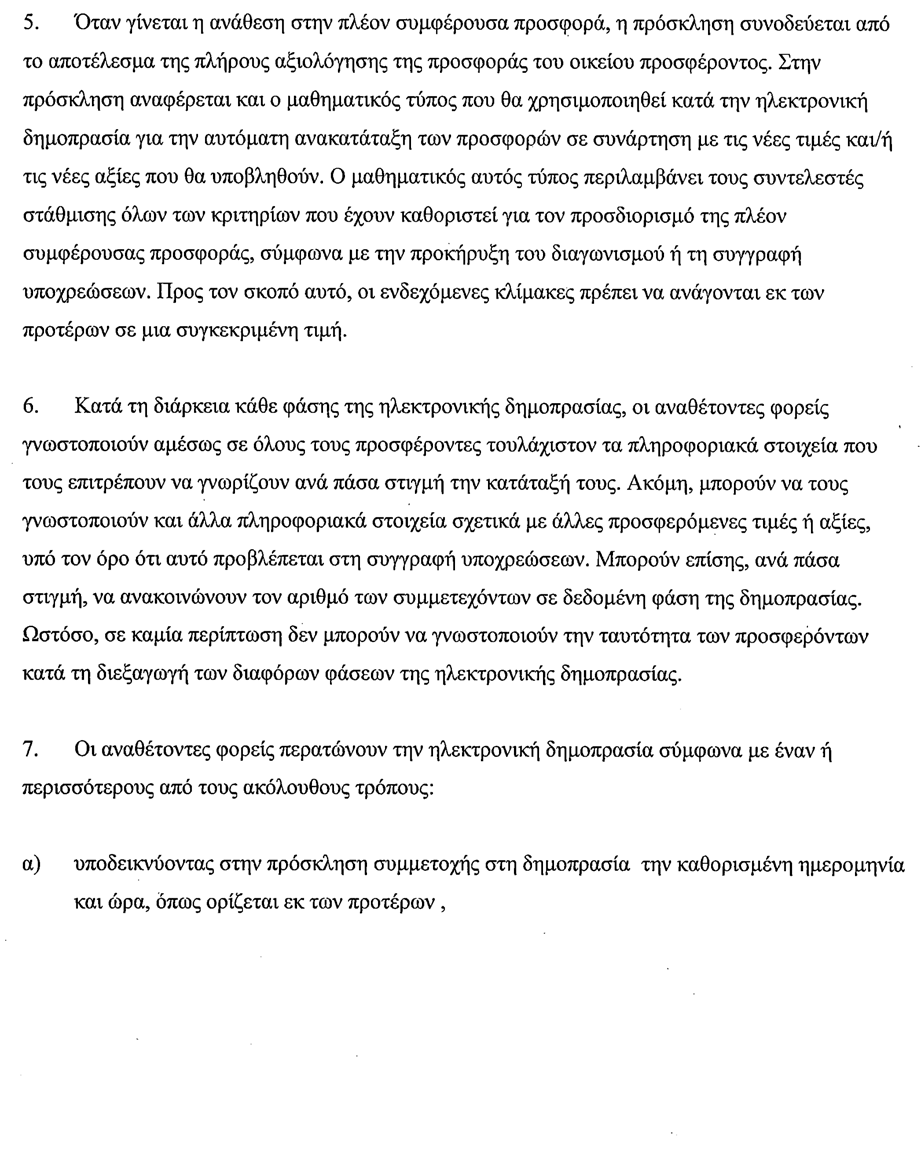 5. Όταν γίνεται η ανάθεση στην πλέον συμφέρουσα προσφορά, η πρόσκληση συνοδεύεται από
το αποτέλεσμα της πλήρους αξιολόγησης της προσφοράς του οικείου προσφέροντος. Στην
πρόσκληση αναφέρεται και ο μαθηματικός τύπος που θα χρησιμοποιηθεί κατά την ηλεκτρονική
δημοπρασία για την αυτόματη ανακατάταξη των προσφορών σε συνάρτηση με τις νέες τιμές και/ή
τις νέες αξίες που θα υποβληθούν. Ο μαθηματικός αυτός τύπος περιλαμβάνει τους συντελεστές
στάθμισης όλων των κριτηρίων που έχουν καθοριστεί για τον προσδιορισμό της πλέον
συμφέρουσας προσφοράς, σύμφωνα με την προκήρυξη του διαγωνισμού ή τη συγγραφή
υποχρεώσεων. Προς τον σκοπό αυτό, οι ενδεχόμενες κλίμακες πρέπει να ανάγονται εκ των
προτέρων σε μια συγκεκριμένη τιμή.
6. Κατά τη διάρκεια κάθε φάσης της ηλεκτρονικής δημοπρασίας, οι αναθέτοντες φορείς
γνωστοποιούν αμέσως σε όλους τους προσφέροντες τουλάχιστον τα πληροφοριακά στοιχεία που
τους επιτρέπουν να γνωρίζουν ανά πάσα στιγμή την κατάταξή τους. Ακόμη, μπορούν να τους
γνωστοποιούν και άλλα πληροφοριακά στοιχεία σχετικά με άλλες προσφερόμενες τιμές ή αξίες,
υπό τον όρο ότι αυτό προβλέπεται στη συγγραφή υποχρεώσεων. Μπορούν επίσης, ανά πάσα
στιγμή, να ανακοινώνουν τον αριθμό των συμμετεχόντων σε δεδομένη φάση της δημοπρασίας.
Ωστόσο, σε καμία περίπτωση δεν μπορούν να γνωστοποιούν την ταυτότητα των προσφερόντων
κατά τη διεξαγωγή των διαφόρων φάσεων της ηλεκτρονικής δημοπρασίας.
7. Οι αναθέτοντες φορείς περατώνουν την ηλεκτρονική δημοπρασία σύμφωνα με έναν ή
περισσότερους από τους ακόλουθους τρόπους:
α) υποδεικνύοντας στην πρόσκληση συμμετοχής στη δημοπρασία την καθορισμένη ημερομηνία
και ώρα, όπως ορίζεται εκ των προτέρων ,